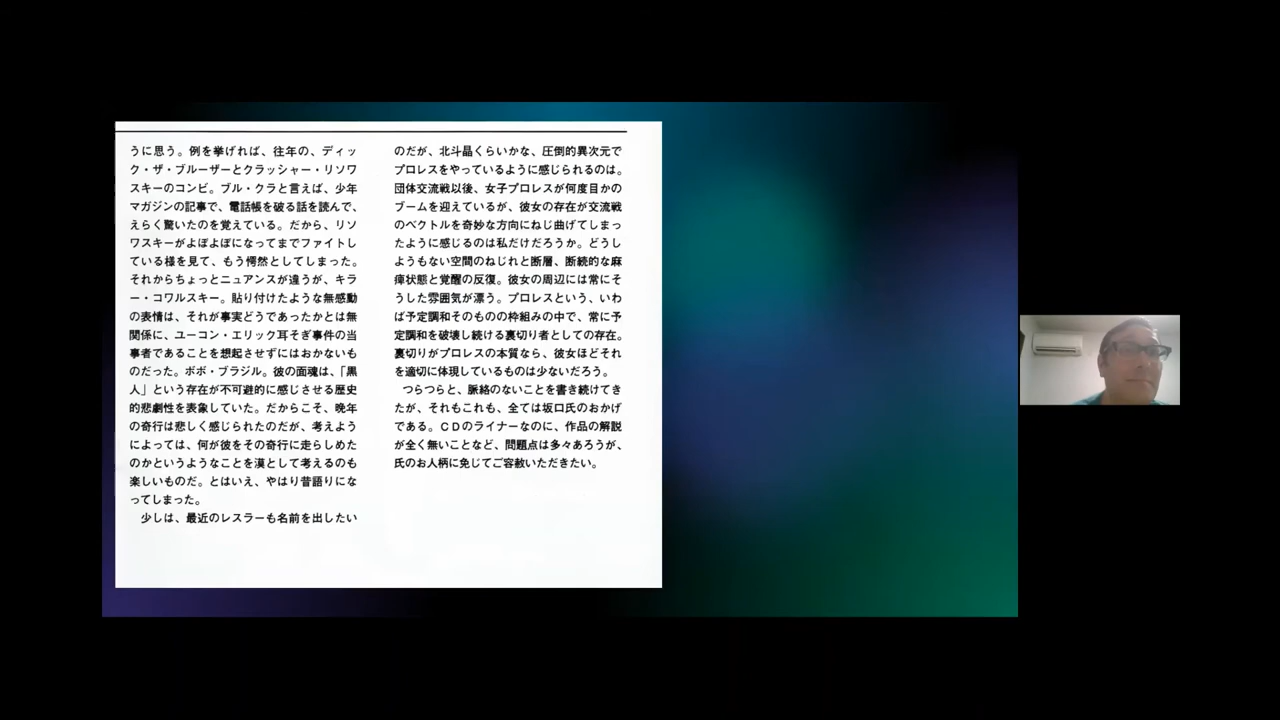 うに思う。例を挙げれば、往年の、ディッ
ク・ザ・ブルーザーとクラッシャー・リソワ
スキーのコンビ。ブル・クラと言えば、少年
マガジンの記事で、電話帳を破る話を読んで、
えらく驚いたのを覚えている。だから、リソ
ワスキーがよぼよぼになってまでファイトし
ている様を見て、もう愕然としてしまった。
それからちょっとニュアンスが違うが、キラ
ー・コワルスキー。貼り付けたような無感動
の表情は、それが事実どうであったかとは無
関係に、ユーコン・エリック耳そぎ事件の当
事者であることを想起させずにはおかないも
のだった。ボボ・ブラジル。彼の面魂は、「黒
人」という存在が不可避的に感じさせる歴史
的悲劇性を表象していた。だからこそ、晩年
の奇行は悲しく感じられたのだが、考えよう
によっては、何が彼をその奇行に走らしめた
のかというようなことを漠として考えるのも
楽しいものだ。とはいえ、やはり昔語りにな
ってしまった。
少しは、最近のレスラーも名前を出したい
のだが、北斗晶くらいかな、圧倒的異次元で
プロレスをやっているように感じられるのは。
団体交流戦以後、女子プロレスが何度目かの
ブームを迎えているが、彼女の存在が交流戦
のベクトルを奇妙な方向にねじ曲げてしまっ
たように感じるのは私だけだろうか。どうし
ようもない空間のねじれと断層、断続的な麻
痺状態と覚醒の反復。彼女の周辺には常にそ
うした雰囲気が漂う。プロレスという、いわ
ば予定調和そのものの枠組みの中で、常に予
定調和を破壊し続ける裏切り者としての存在。
裏切りがプロレスの本質なら、彼女ほどそれ
を適切に体現しているものは少ないだろう。
つらつらと、脈絡のないことを書き続けてき
たが、それもこれも、全ては坂口氏のおかげ
である。ＣＤのライナーなのに、作品の解説
が全く無いことなど、問題点は多々あろうが、
氏のお人柄に免じてご容赦いただきたい。